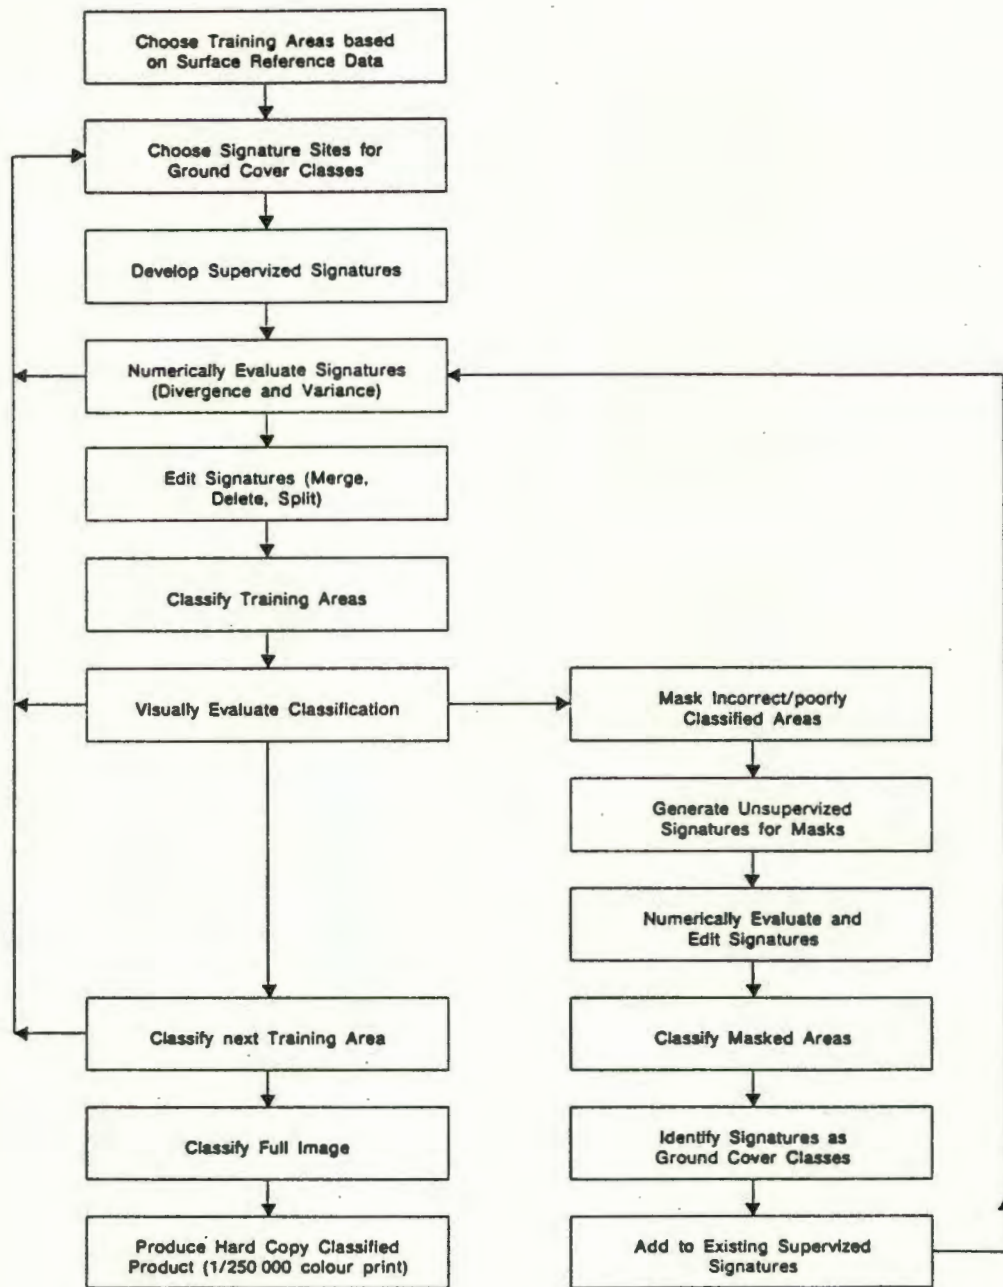 Choose Training Areas based
on Surface Reference Data
Choose Signature Sites for
Ground Cover Classes
Develop Supervized Signatures
Numerically Evaluate Signatures
(Divergence and Variance)
Edit Signatures (Merge,
Delete, Split)
Classify Training Areas
Visually Evaluate Classification
Classify next Training Area
Classify Full Image
Produce Hard Copy Classified
Product (1/250 000 colour print)
Mask Incorrect/poorly
Classified Areas
Generate Unsupervized
Signatures for Masks
Numerically Evaluate and
Edit Signatures
Classify Masked Areas
Identify Signatures as
Ground Cover Classes
Add to Existing Supervized
Signatures